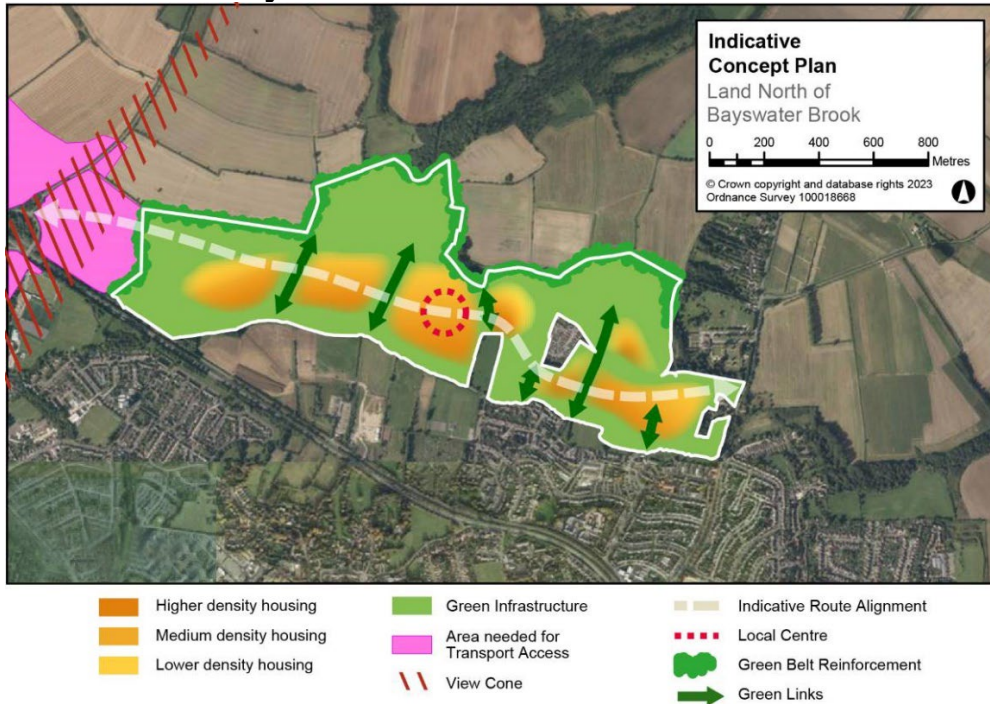 Indicative
Concept Plan
Land North of
Bayswater Brook
0 200 400 600 800
Metres
© Crown copyright and database rights 2023
Ordnance Survey 100018668
Higher density housing
Medium density housing
Lower density housing
Green Infrastructure
Area needed for
Transport Access
View Cone
Indicative Route Alignment
Local Centre
Green Belt Reinforcement
Green Links